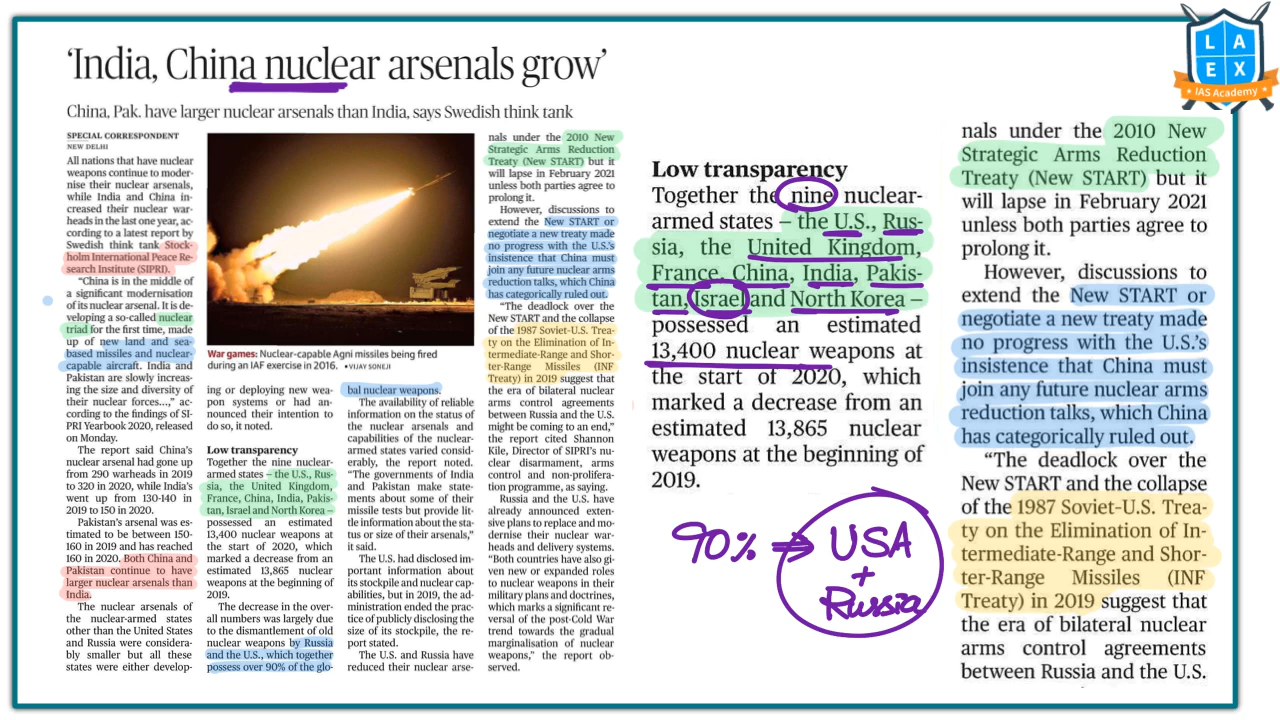 ‘India, China nuclear arsenals grow’
China, Pak. have larger nuclear arsenals than India, says Swedish think tank
SPECIAL CORRESPONDENT
NEW DELHI
All nations that have nuclear
weapons continue to moder-
nise their nuclear arsenals,
while India and China in-
creased their nuclear war-
heads in the last one year, ac-
cording to a latest report by
Swedish think tank Stock-
holm International Peace Re-
search Institute (SIPRI).
“China is in the middle of
a significant modernisation
of its nuclear arsenal. It is de-
veloping a so-called nuclear
triad for the first time, made
up of new land and sea-
based missiles and nuclear-
capable aircraft. India and
Pakistan are slowly increas-
ing the size and diversity of
their nuclear forces...,” ac-
cording to the findings of SI-
PRI Yearbook 2020, released
on Monday.
The report said China’s
nuclear arsenal had gone up
from 290 warheads in 2019
to 320 in 2020, while India’s
went up from 130-140 in
2019 to 150 in 2020.
Pakistan’s arsenal was es-
timated to be between 150-
160 in 2019 and has reached
160 in 2020. Both China and
Pakistan continue to have
larger nuclear arsenals than
India.
The nuclear arsenals of
the nuclear-armed states
other than the United States
and Russia were considera-
bly smaller but all these
states were either develop-
War games: Nuclear-capable Agni missiles being fired
during an IAF exercise in 2016. •VIJAY SONEJI
ing or deploying new wea-
pon systems or had an-
nounced their intention to
do so, it noted.
Low transparency
Together the nine nuclear-
armed states – the U.S., Rus-
sia, the United Kingdom,
France, China, India, Pakis-
tan, Israel and North Korea –
possessed an estimated
13,400 nuclear weapons at
the start of 2020, which
marked a decrease from an
estimated 13,865 nuclear
weapons at the beginning of
2019.
The decrease in the over-
all numbers was largely due
to the dismantlement of old
nuclear weapons by Russia
and the U.S., which together
possess over 90% of the glo-
bal nuclear weapons.
The availability of reliable
information on the status of
the nuclear arsenals and
capabilities of the nuclear-
armed states varied consid-
erably, the report noted.
“The governments of India
and Pakistan make state-
ments about some of their
missile tests but provide lit-
tle information about the sta-
tus or size of their arsenals,”
it said.
The U.S. had disclosed im-
portant information about
its stockpile and nuclear cap-
abilities, but in 2019, the ad-
ministration ended the prac-
tice of publicly disclosing the
size of its stockpile, the re-
port stated.
The U.S. and Russia have
reduced their nuclear arse-
nals under the 2010 New
Strategic Arms Reduction
Treaty (New START) but it
will lapse in February 2021
unless both parties agree to
prolong it.
However, discussions to
extend the New START or
negotiate a new treaty made
no progress with the U.S.’s
insistence that China must
join any future nuclear arms
reduction talks, which China
has categorically ruled out.
“The deadlock over the
New START and the collapse
of the 1987 Soviet-U.S. Trea-
ty on the Elimination of In-
termediate-Range and Shor-
ter-Range Missiles (INF
Treaty) in 2019 suggest that
the era of bilateral nuclear
arms control agreements
between Russia and the U.S.
might be coming to an end,”
the report cited Shannon
Kile, Director of SIPRI’s nu-
clear disarmament, arms
control and non-prolifera-
tion programme, as saying.
Russia and the U.S. have
already announced exten-
sive plans to replace and mo-
dernise their nuclear war-
heads and delivery systems.
“Both countries have also gi-
ven new or expanded roles
to nuclear weapons in their
military plans and doctrines,
which marks a significant re-
versal of the post-Cold War
trend towards the gradual
marginalisation of nuclear
weapons,” the report ob-
served.
Low transparency
Together the nine nuclear-
armed states – the U.S., Rus-
sia, the United Kingdom,
France, China, India, Pakis-
tan, Israel and North Korea –
possessed an estimated
13,400 nuclear weapons at
the start of 2020, which
marked a decrease from an
estimated 13,865 nuclear
weapons at the beginning of
2019.
90% ⇒ USA
+
Russia
nals under the 2010 New
Strategic Arms Reduction
Treaty (New START) but it
will lapse in February 2021
unless both parties agree to
prolong it.
However, discussions to
extend the New START or
negotiate a new treaty made
no progress with the U.S.’s
insistence that China must
join any future nuclear arms
reduction talks, which China
has categorically ruled out.
“The deadlock over the
New START and the collapse
of the 1987 Soviet-U.S. Trea-
ty on the Elimination of In-
termediate-Range and Shor-
ter-Range Missiles (INF
Treaty) in 2019 suggest that
the era of bilateral nuclear
arms control agreements
between Russia and the U.S.
L A
E X
IAS Academy